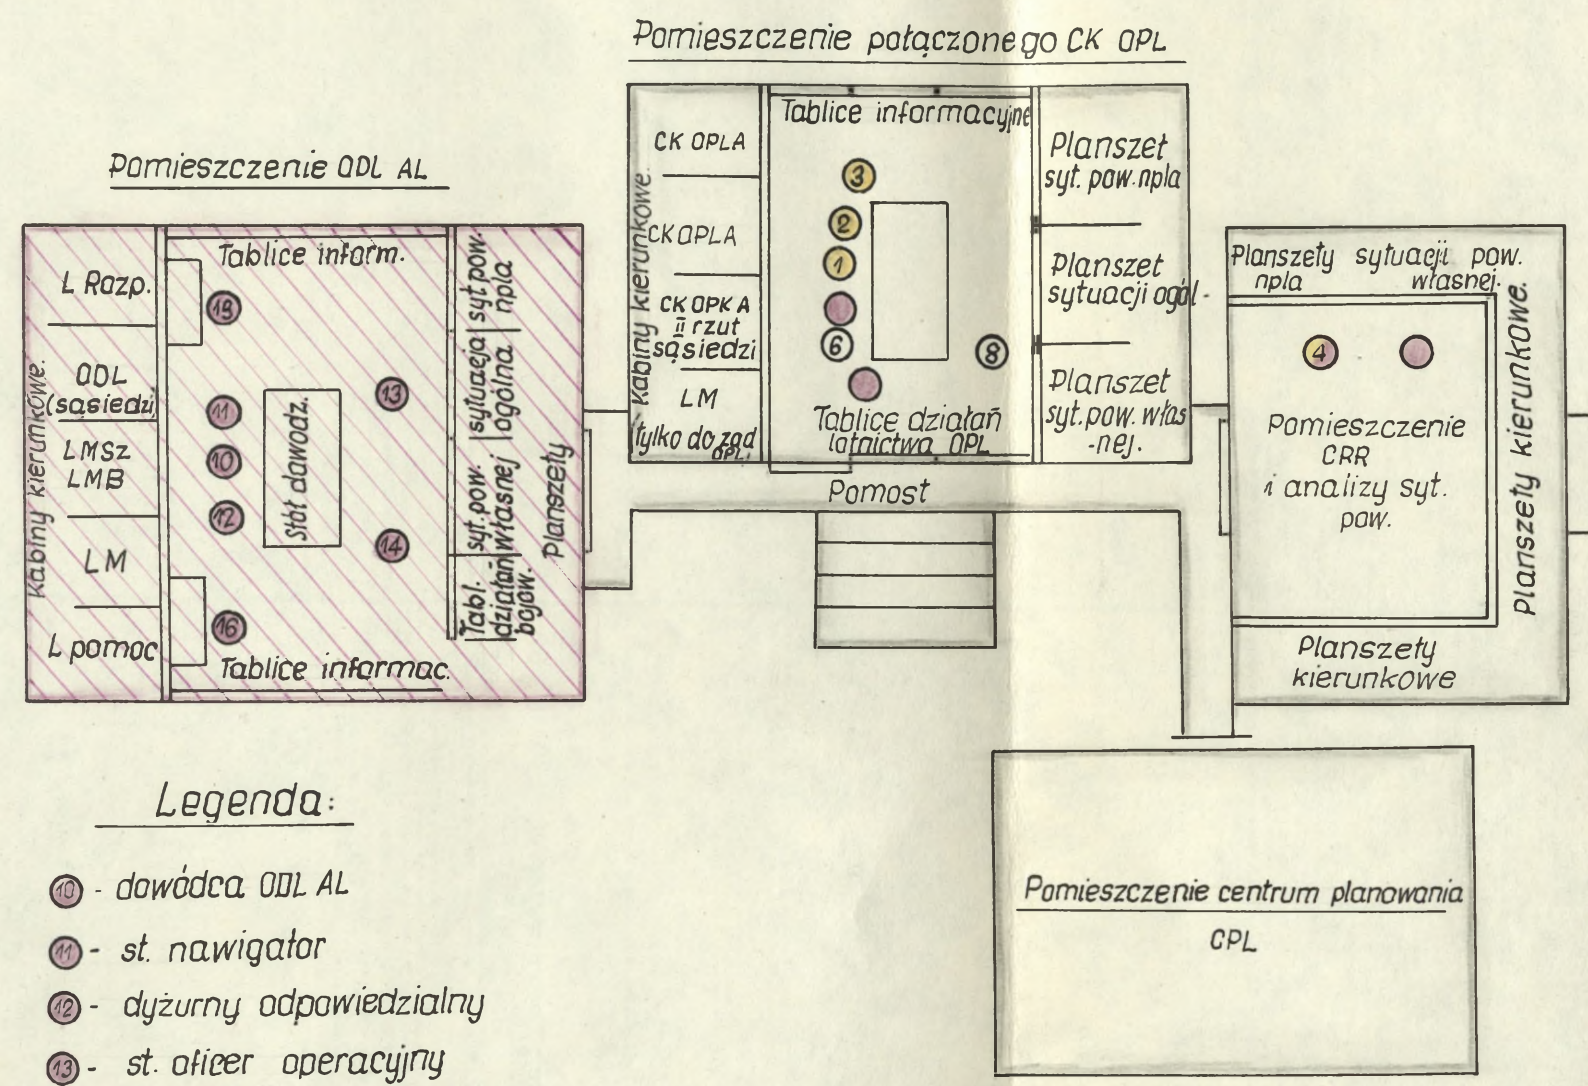 Pomieszczenie połączonego CK OPL
Pomieszczenie ODL AL
Kabiny kierunkowe.
L Rozp.
ODL
(sąsiedzi)
LMSz
LMB
LM
L pomoc
Tablice inform.
19
11
10
12
16
13
14
Stół dowodz.
Tablice informac.
syt pow.
npla
sytuacja
ogólna
syt. pow.
własnej
Tabl.
działań
bojow.
Planszety
Kabiny kierunkowe.
CK OPLA
CK OPLA
CK OPK A
II rzut
sąsiedzi
LM
tylko do zad
OPL.
Tablice informacyjne
3
2
1
6
8
Tablice działań
lotnictwa OPL
Planszet
syt. pow. npla
Planszet
sytuacji ogól-
Planszet
syt. pow. włas
-nej.
Pomost
Planszety sytuacji pow.
npla własnej.
4
Pomieszczenie
CRR
i analizy syt.
pow.
Planszety kierunkowe.
Planszety
kierunkowe
Pomieszczenie centrum planowania
CPL
Legenda:
10 - dowódca ODL AL
11 - st. nawigator
12 - dyżurny odpowiedzialny
13 - st. oficer operacyjny